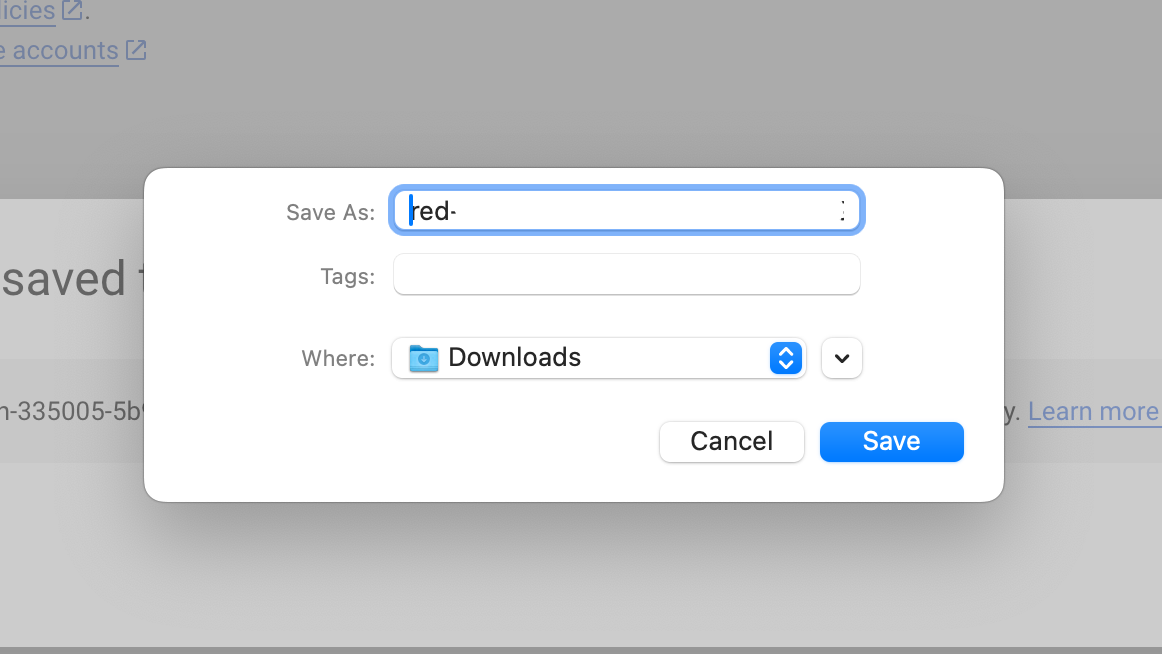 licies.
e accounts
Save As: red-
saved
Tags:
Where: Downloads
n-335005-5b
y. Learn more
Cancel Save